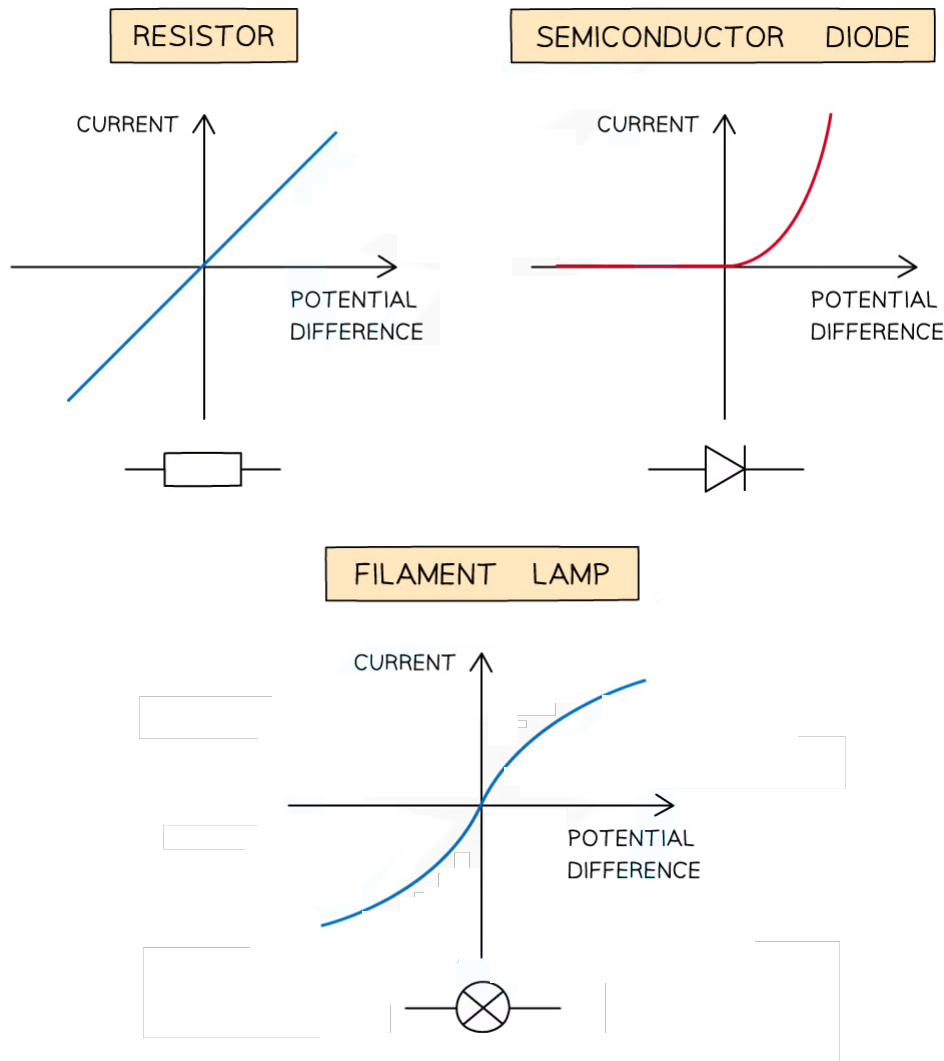 RESISTOR
SEMICONDUCTOR DIODE
CURRENT
POTENTIAL
DIFFERENCE
CURRENT
POTENTIAL
DIFFERENCE
FILAMENT LAMP
CURRENT
POTENTIAL
DIFFERENCE